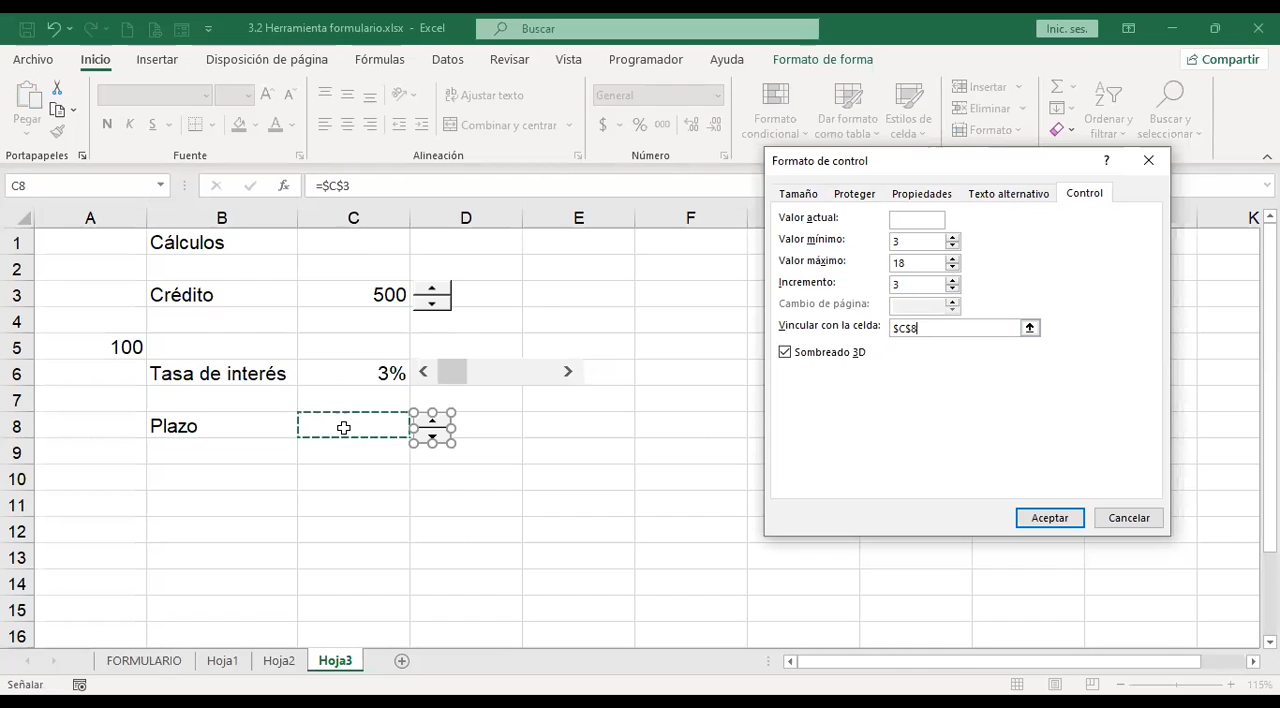 3.2 Herramienta formulario.xlsx - Excel
Buscar
Inic. ses.
Archivo Inicio Insertar Disposición de página Fórmulas Datos Revisar Vista Programador Ayuda Formato de forma Compartir
Pegar
N K S
Fuente
Portapapeles
Ajustar texto
Combinar y centrar
Alineación
General
$ % 000
Número
Formato condicional
Dar formato como tabla
Estilos de celda
Insertar
Eliminar
Formato
Ordenar y filtrar
Buscar y seleccionar
C8
fx
=$C$3
A B C D E F K
1 Cálculos
2
3 Crédito 500
4
5 100
6 Tasa de interés 3%
7
8 Plazo
9
10
11
12
13
14
15
16
Formato de control ?
Tamaño Proteger Propiedades Texto alternativo Control
Valor actual:
Valor mínimo: 3
Valor máximo: 18
Incremento: 3
Cambio de página:
Vincular con la celda: $C$8
Sombreado 3D
Aceptar Cancelar
FORMULARIO Hoja1 Hoja2 Hoja3
Señalar
115%